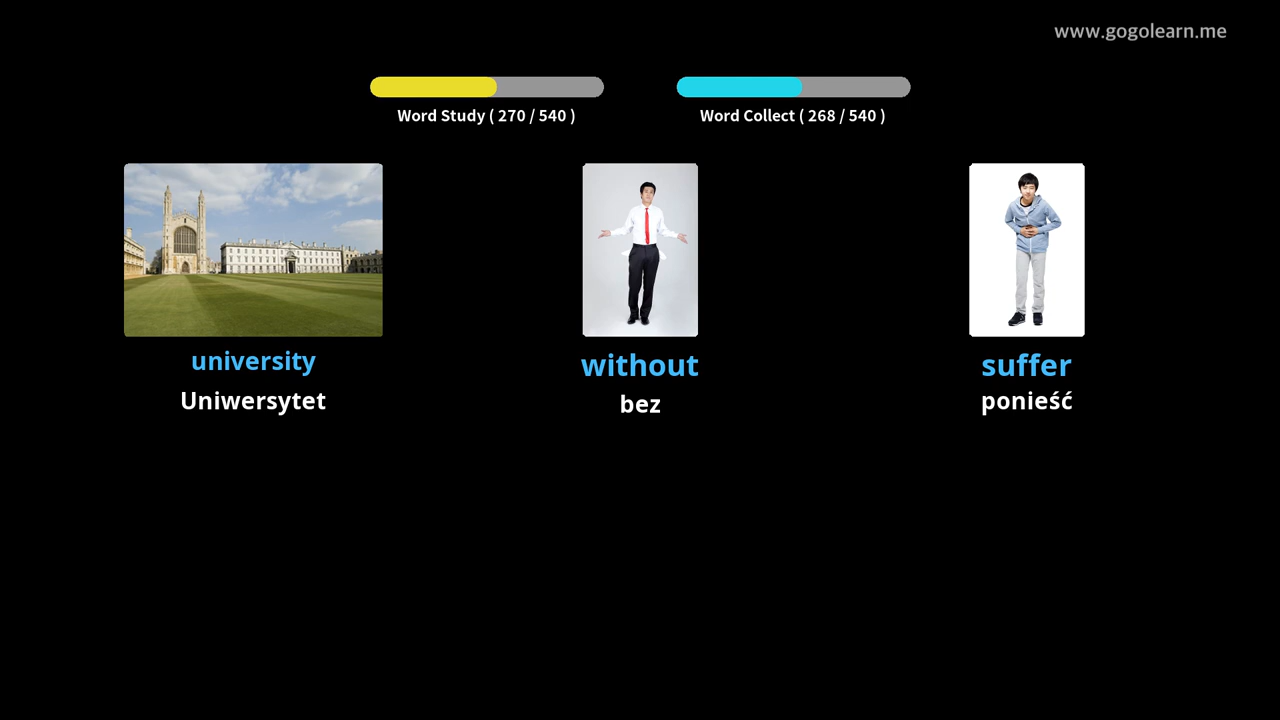 www.gogolearn.me
Word Study ( 270 / 540 )
Word Collect ( 268 / 540 )
university
Uniwersytet
without
bez
suffer
ponieść